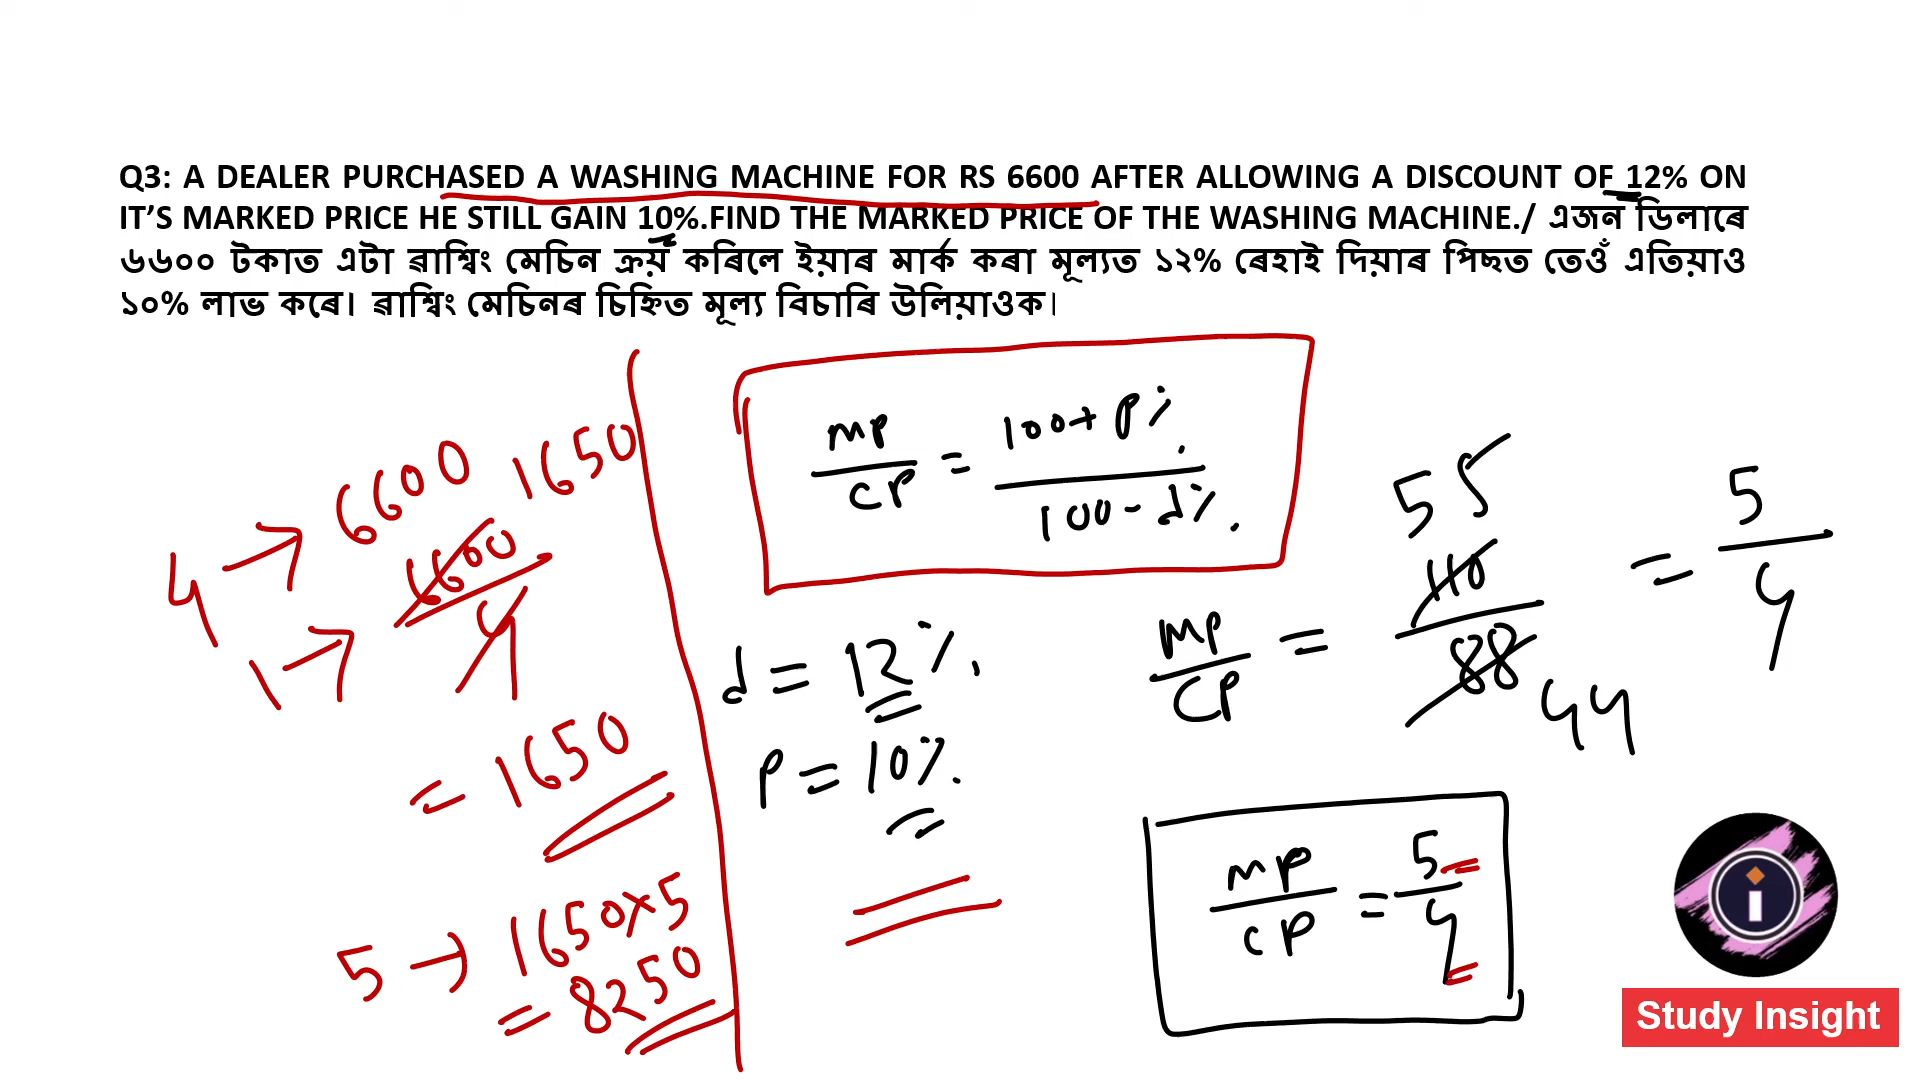 Q3: A DEALER PURCHASED A WASHING MACHINE FOR RS 6600 AFTER ALLOWING A DISCOUNT OF 12% ON
IT’S MARKED PRICE HE STILL GAIN 10%.FIND THE MARKED PRICE OF THE WASHING MACHINE./ এজন ডিলাৰে
৬৬০০ টকাত এটা ৱাশ্বিং মেচিন ক্ৰয় কৰিলে ইয়াৰ মাৰ্ক কৰা মূল্যত ১২% ৰেহাই দিয়াৰ পিছত তেওঁ এতিয়াও
১০% লাভ কৰে। ৱাশ্বিং মেচিনৰ চিহ্নিত মূল্য বিচাৰি উলিয়াওক।
4 → 6600
1650
1 → 6600
4
= 1650
5 → 1650×5
= 8250
MP
CP
=
100+ P%
100 - d%.
d = 12%.
P = 10%.
MP
CP
=
55
110
88
44
=
5
4
MP
CP
=
5
4
i
Study Insight